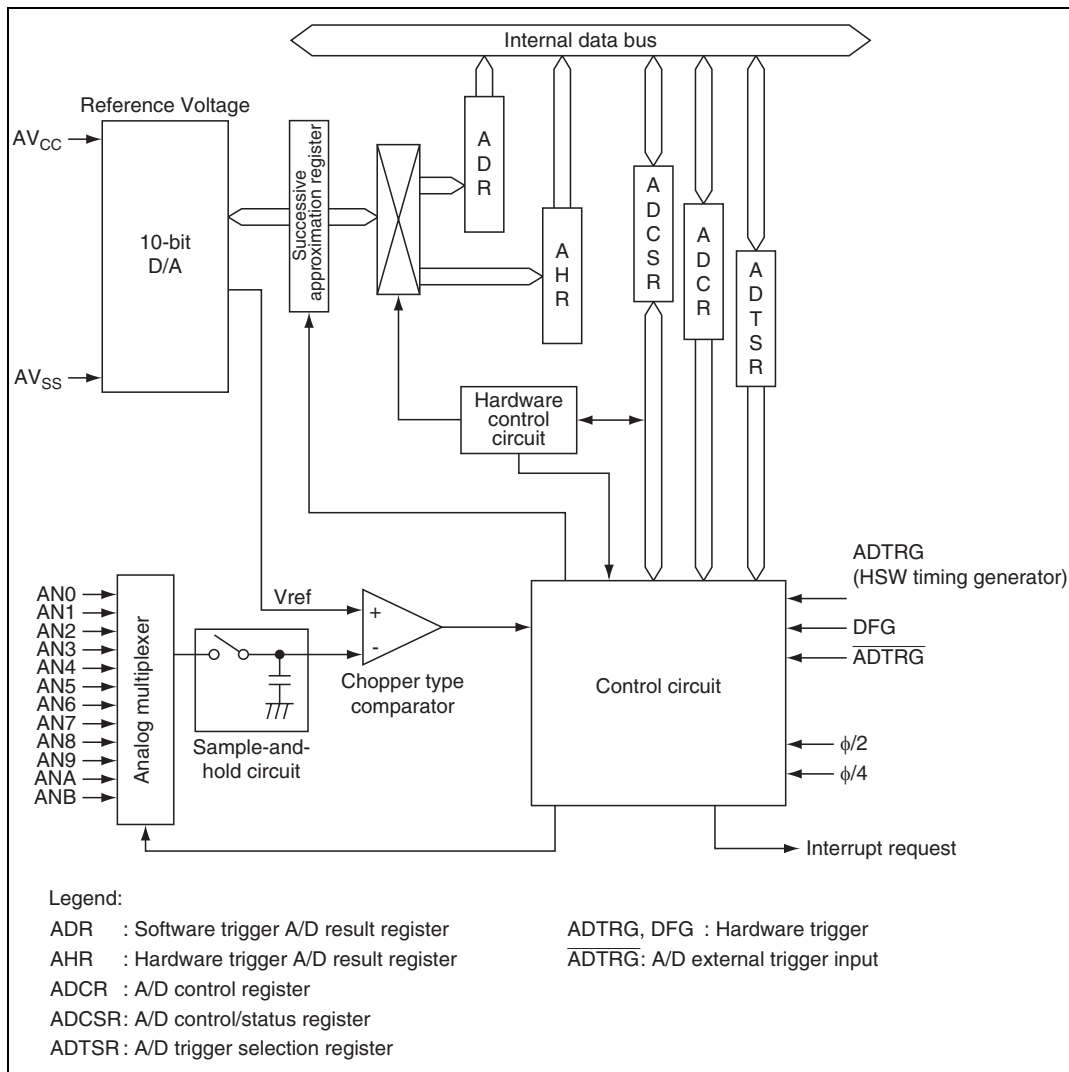 Internal data bus
Reference Voltage
AVCC
AVSS
10-bit
D/A
Successive
approximation register
ADR
AHR
ADCSR
ADCR
ADTSR
Hardware
control
circuit
ADTRG
(HSW timing generator)
DFG
A̅D̅T̅R̅G̅
ϕ/2
ϕ/4
Control circuit
Interrupt request
Vref
+
-
Chopper type
comparator
AN0
AN1
AN2
AN3
AN4
AN5
AN6
AN7
AN8
AN9
ANA
ANB
Analog multiplexer
Sample-and-
hold circuit
Legend:
ADR : Software trigger A/D result register
AHR : Hardware trigger A/D result register
ADCR : A/D control register
ADCSR : A/D control/status register
ADTSR : A/D trigger selection register
ADTRG, DFG : Hardware trigger
A̅D̅T̅R̅G̅ : A/D external trigger input